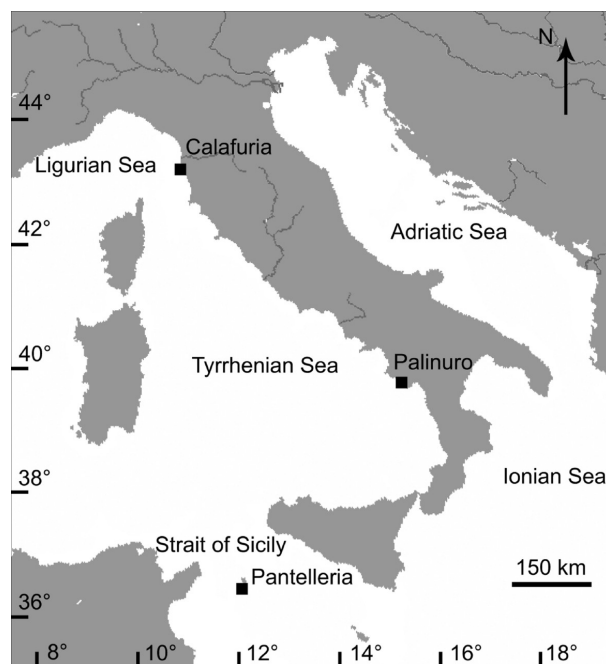 N
44°
Calafuria
Ligurian Sea
42°
Adriatic Sea
40°
Tyrrhenian Sea
Palinuro
38°
Ionian Sea
Strait of Sicily
Pantelleria
150 km
36°
8° 10° 12° 14° 16° 18°